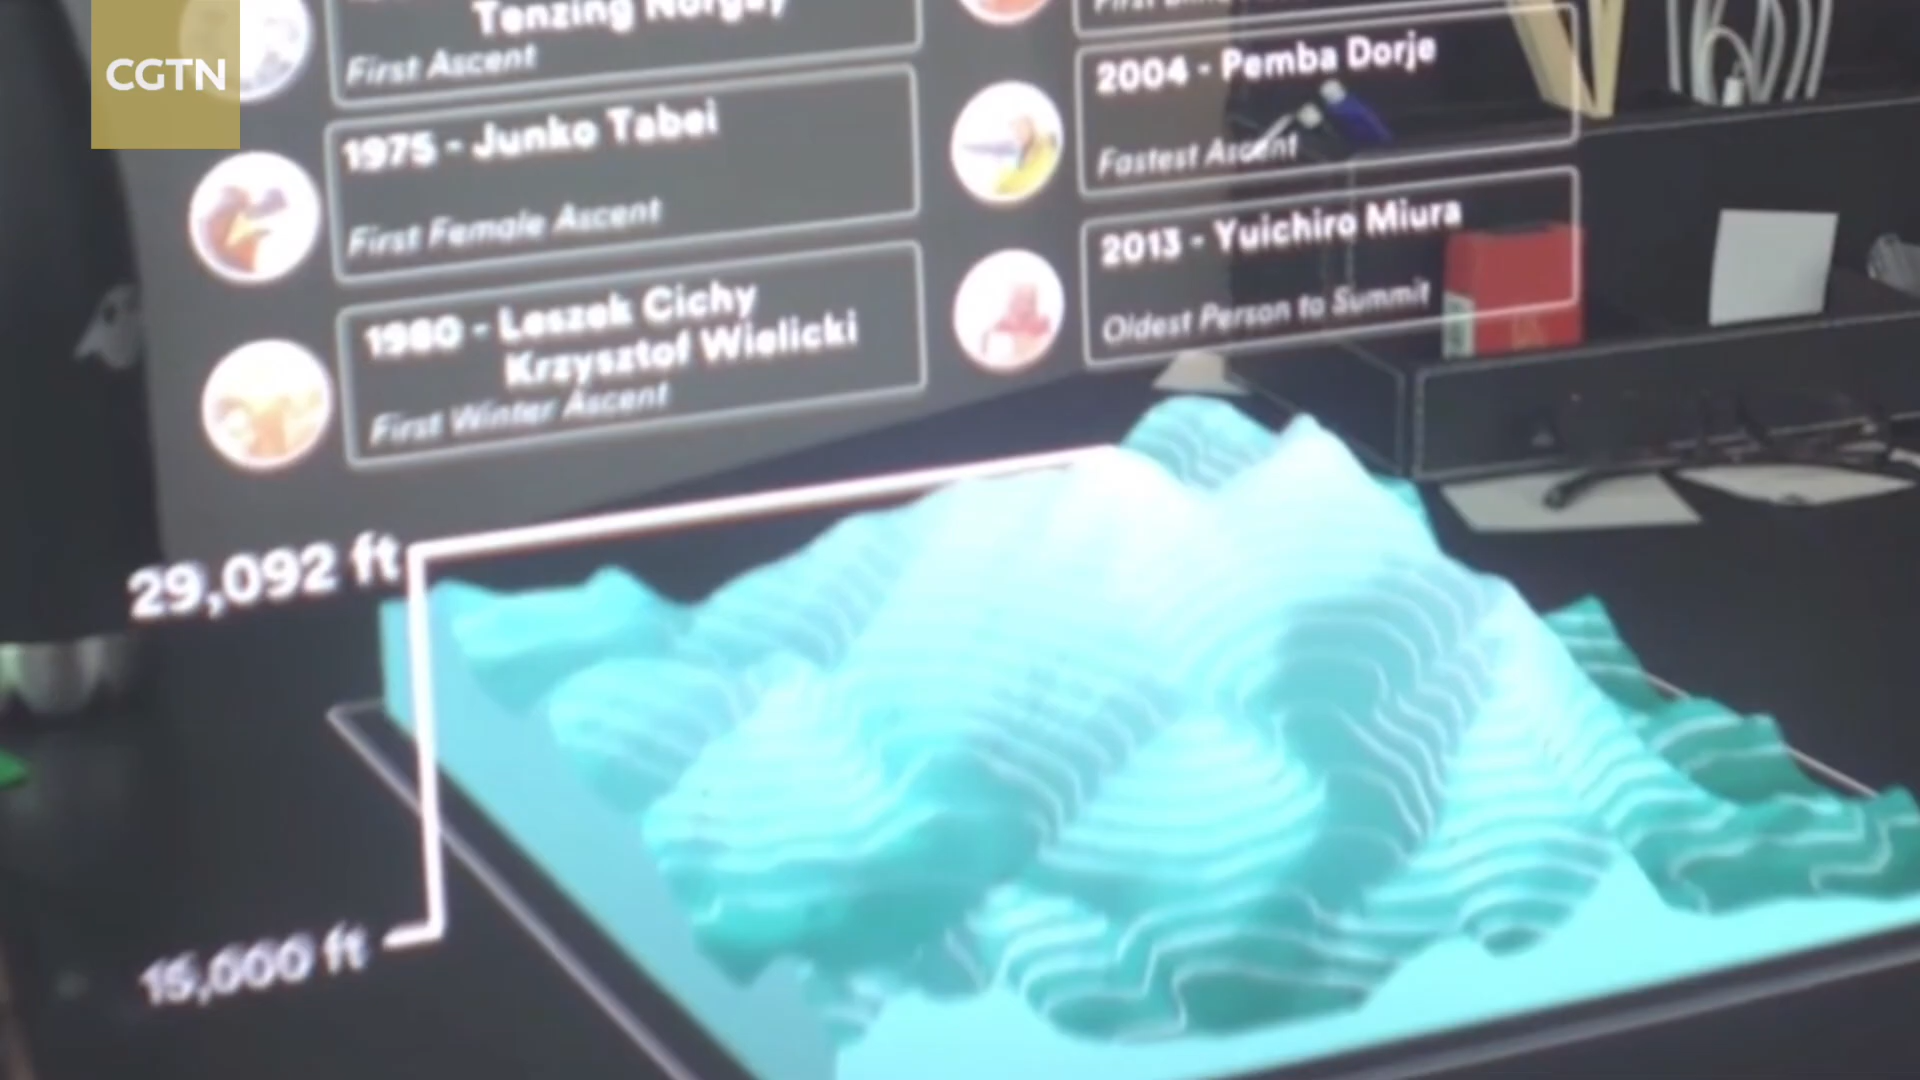 CGTN
Tenzing Norgay
First Ascent
1975 - Junko Tabei
First Female Ascent
1980 - Leszek Cichy
Krzysztof Wielicki
First Winter Ascent
2004 - Pemba Dorje
Fastest Ascent
2013 - Yuichiro Miura
Oldest Person to Summit
29,092 ft
15,000 ft